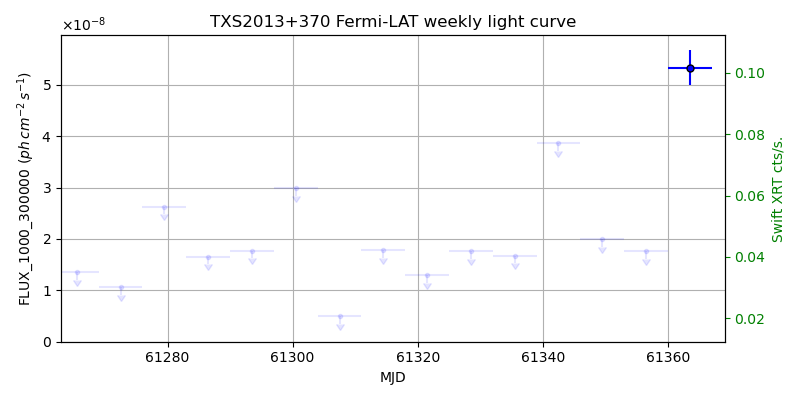 TXS2013+370 Fermi-LAT weekly light curve
×10⁻⁸
FLUX_1000_300000 (ph cm⁻² s⁻¹)
5
4
3
2
1
0
0.10
0.08
0.06
0.04
0.02
Swift XRT cts/s.
61280 61300 61320 61340 61360
MJD